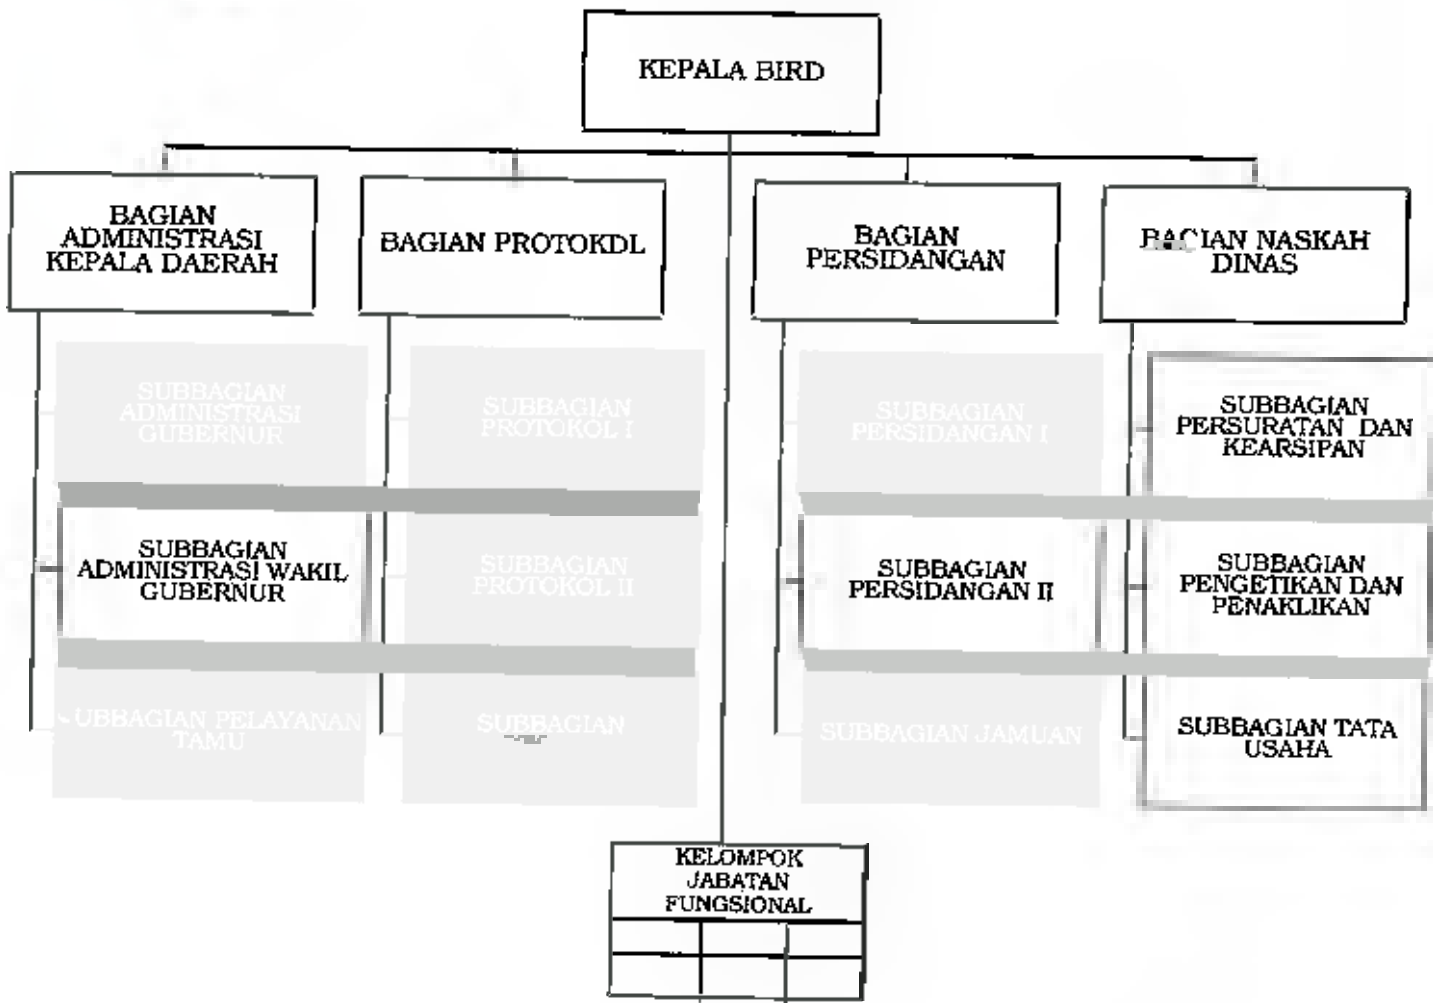 KEPALA BIRD
BAGIAN
ADMINISTRASI
KEPALA DAERAH
BAGIAN PROTOKDL
BAGIAN
PERSIDANGAN
BAGIAN NASKAH
DINAS
SUBBAGIAN
ADMINISTRASI
GUBERNUR
SUBBAGIAN
PROTOKOL I
SUBBAGIAN
PERSIDANGAN I
SUBBAGIAN
PERSURATAN DAN
KEARSIPAN
SUBBAGIAN
ADMINISTRASI WAKIL
GUBERNUR
SUBBAGIAN
PROTOKOL II
SUBBAGIAN
PERSIDANGAN II
SUBBAGIAN
PENGETIKAN DAN
PENAKLIKAN
UBBAGIAN PELAYANAN
TAMU
SUBBAGIAN
SUBBAGIAN JAMUAN
SUBBAGIAN TATA
USAHA
KELOMPOK
JABATAN
FUNGSIONAL